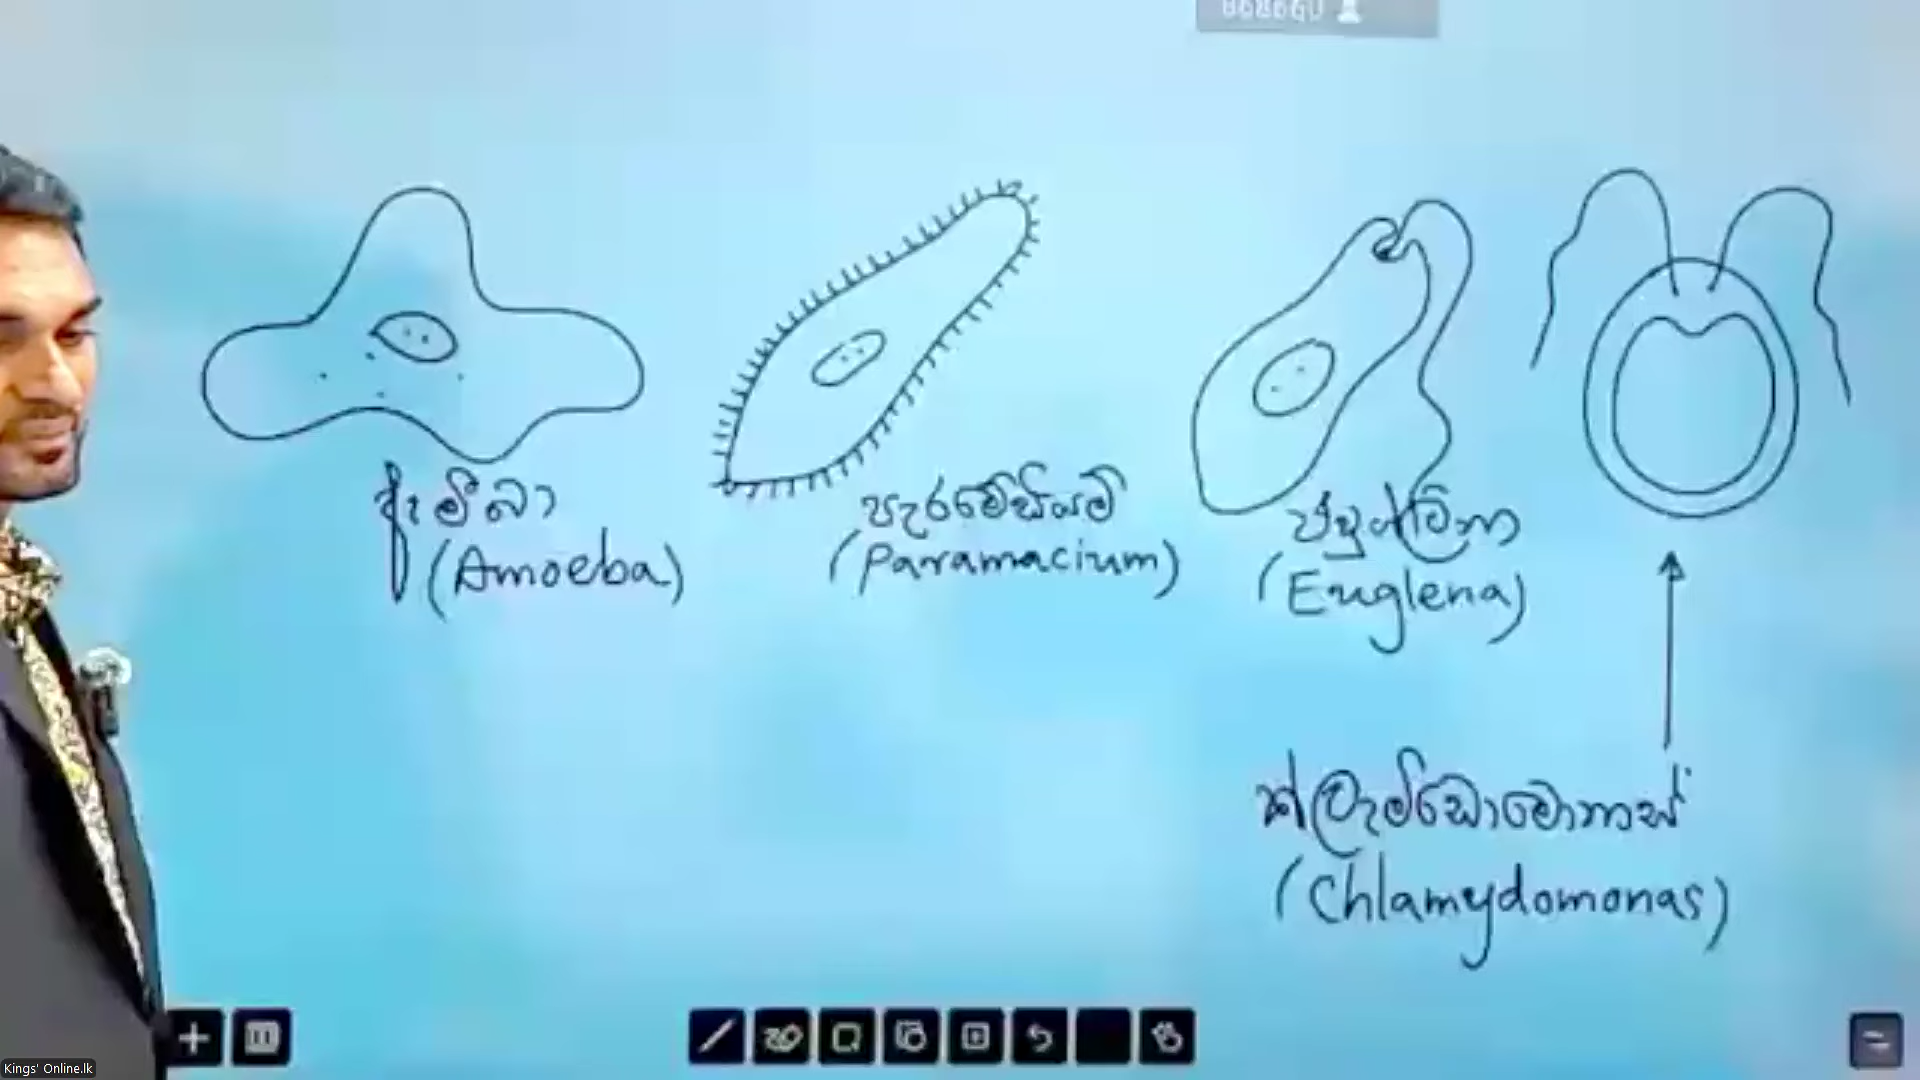 ඇමීබා
(Amoeba)
පැරමේසියම්
(Paramacium)
(Euglena)
ක්ලැමිඩොමොනාස්
(Chlamydomonas)
Kings' Online.lk